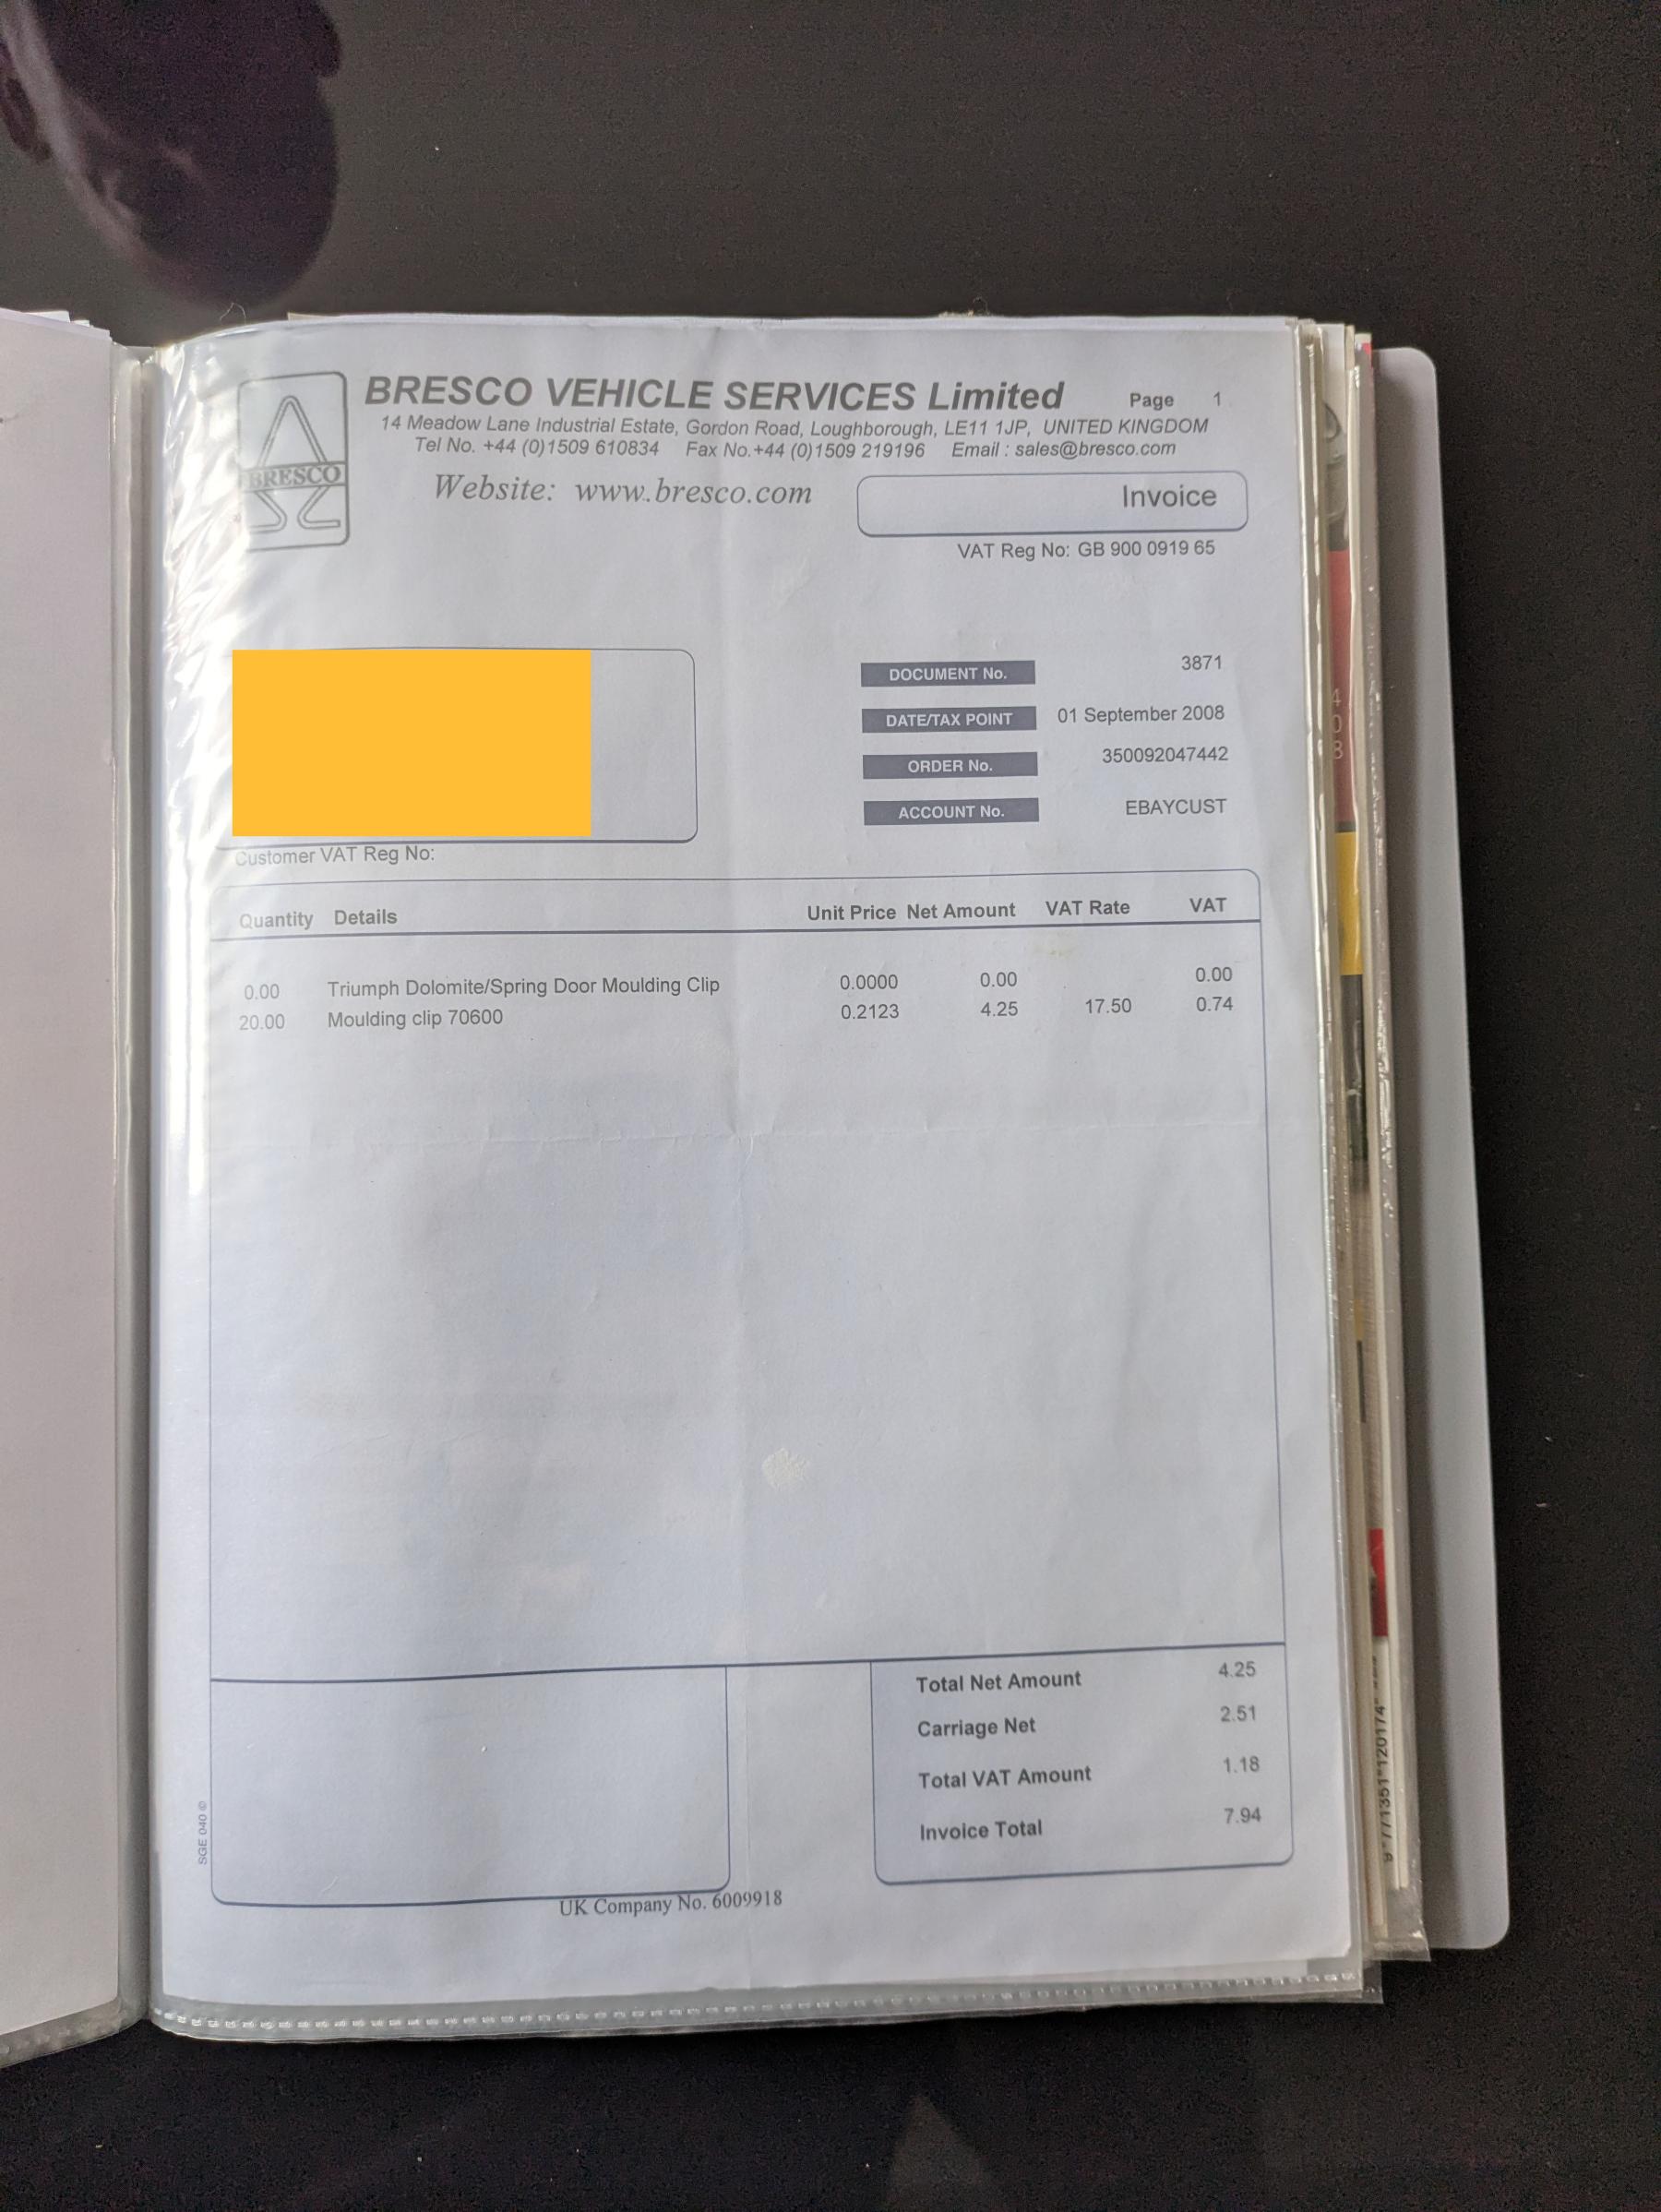 BRESCO VEHICLE SERVICES Limited Page 1
14 Meadow Lane Industrial Estate, Gordon Road, Loughborough, LE11 1JP, UNITED KINGDOM
Tel No. +44 (0)1509 610834 Fax No.+44 (0)1509 219196 Email : sales@bresco.com
BRESCO
Website: www.bresco.com
Invoice
VAT Reg No: GB 900 0919 65
DOCUMENT No. 3871
DATE/TAX POINT 01 September 2008
ORDER No. 350092047442
ACCOUNT No. EBAYCUST
Customer VAT Reg No:
Quantity Details Unit Price Net Amount VAT Rate VAT
0.00 Triumph Dolomite/Spring Door Moulding Clip 0.0000 0.00 0.00
20.00 Moulding clip 70600 0.2123 4.25 17.50 0.74
Total Net Amount 4.25
Carriage Net 2.51
Total VAT Amount 1.18
Invoice Total 7.94
SGE 040 ©
UK Company No. 6009918
4
0
8